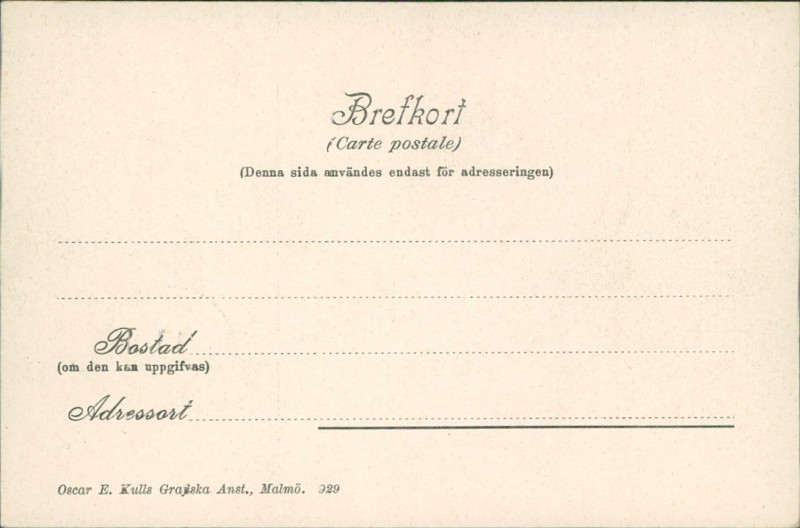 Brefkort
(Carte postale)
(Denna sida användes endast för adresseringen)
Bostad
(om den kan uppgifvas)
Adressort
Oscar E. Kulls Grafiska Anst., Malmö. 929